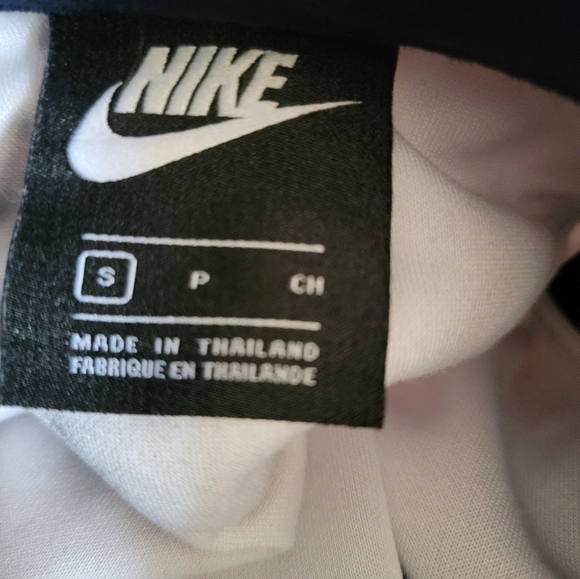 NIKE
S P CH
MADE IN THAILAND
FABRIQUE EN THAILANDE